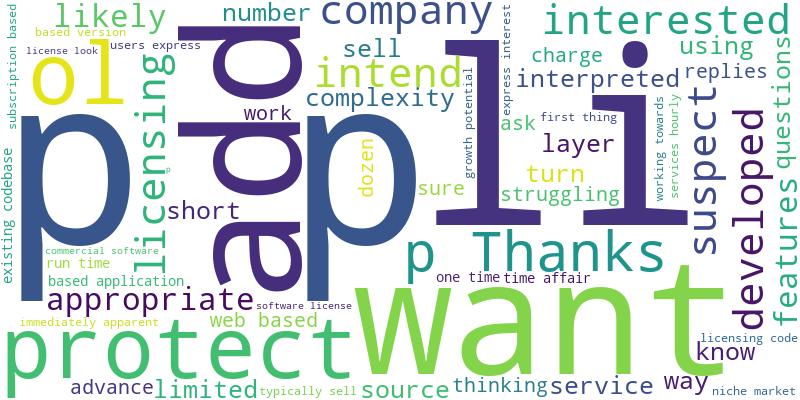 subscription based
likely
based version
license look
users express
number
company
interested
ol
licensing
add
sell
intend
complexity
work
charge
using
interpreted
replies
express interest
growth potential
ask
first thing
layer
working towards
services hourly
suspect
developed
questions
features
p
p
li
dozen
sure
turn
struggling
existing codebase
p
short
commercial software
run time
based application
appropriate
software license
p Thanks
one time
time affair
want
immediately apparent
web based
protect
licensing code
know
advance
limited
typically sell
source
thinking
service
way
niche market